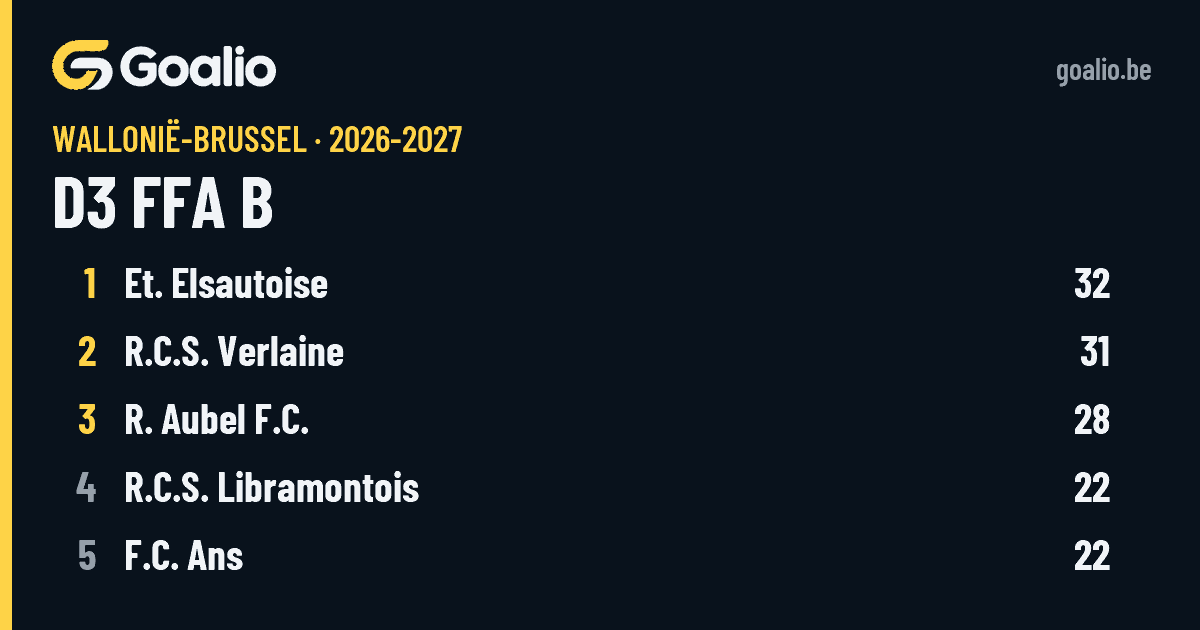 Goalio
goalio.be
WALLONIË-BRUSSEL · 2026-2027
D3 FFA B
1 Et. Elsautoise 32
2 R.C.S. Verlaine 31
3 R. Aubel F.C. 28
4 R.C.S. Libramontois 22
5 F.C. Ans 22